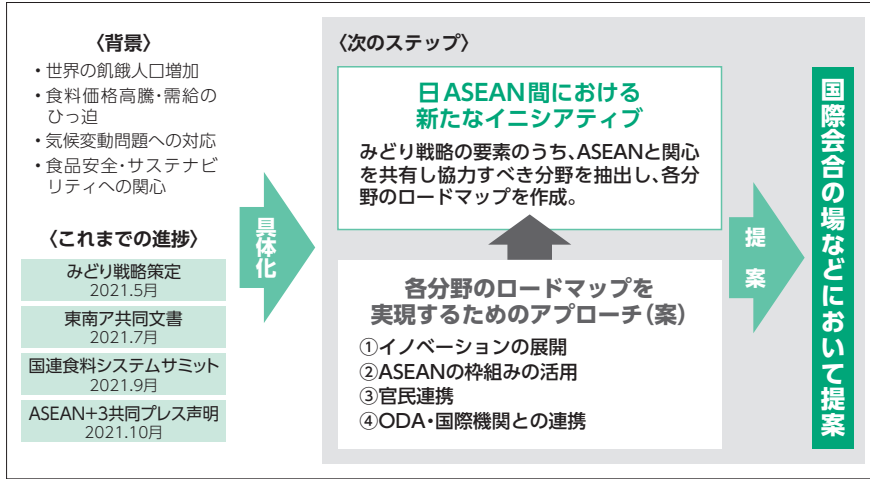 〈背景〉
・世界の飢餓人口増加
・食料価格高騰・需給の
ひっ迫
・気候変動問題への対応
・食品安全・サステナビ
リティへの関心
〈これまでの進捗〉
みどり戦略策定
2021.5月
東南ア共同文書
2021.7月
国連食料システムサミット
2021.9月
ASEAN+3共同プレス声明
2021.10月
具体化
〈次のステップ〉
日ASEAN間における
新たなイニシアティブ
みどり戦略の要素のうち、ASEANと関心
を共有し協力すべき分野を抽出し、各分
野のロードマップを作成。
各分野のロードマップを
実現するためのアプローチ(案)
①イノベーションの展開
②ASEANの枠組みの活用
③官民連携
④ODA・国際機関との連携
提案
国際会合の場などにおいて提案